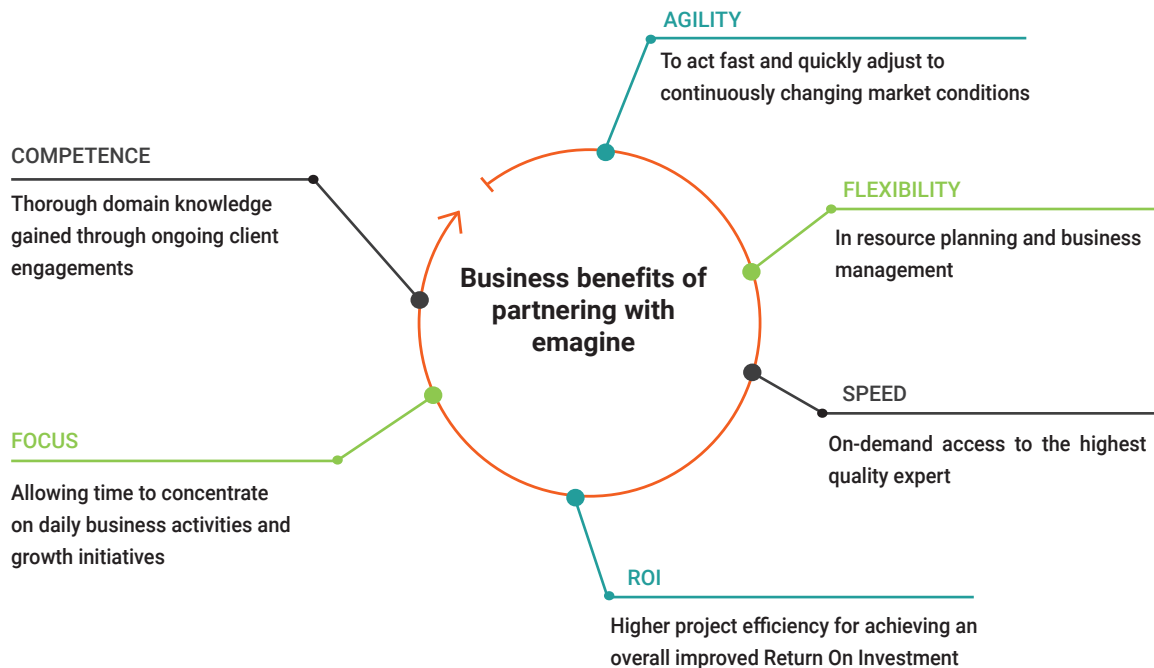 AGILITY
To act fast and quickly adjust to
continuously changing market conditions
COMPETENCE
Thorough domain knowledge
gained through ongoing client
engagements
FLEXIBILITY
In resource planning and business
management
Business benefits of
partnering with
emagine
SPEED
On-demand access to the highest
quality expert
FOCUS
Allowing time to concentrate
on daily business activities and
growth initiatives
ROI
Higher project efficiency for achieving an
overall improved Return On Investment